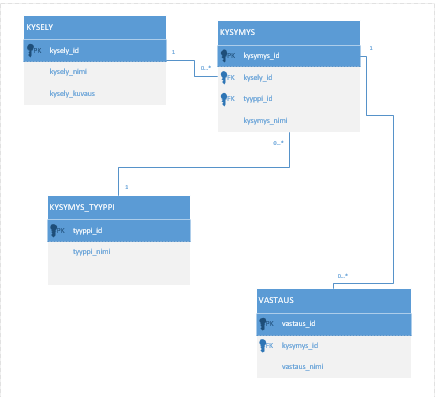 KYSELY
PK kysely_id
kysely_nimi
kysely_kuvaus
1
0...*
KYSYMYS
PK kysymys_id
FK kysely_id
FK tyyppi_id
kysymys_nimi
1
0...*
1
KYSYMYS_TYYPPI
PK tyyppi_id
tyyppi_nimi
0...*
VASTAUS
PK vastaus_id
FK kysymys_id
vastaus_nimi